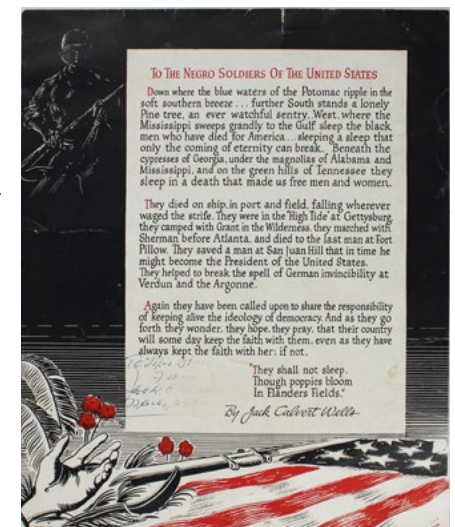 TO THE NEGRO SOLDIERS OF THE UNITED STATES
Down where the blue waters of the Potomac ripple in the
soft southern breeze . . . further South stands a lonely
Pine tree, an ever watchful sentry.. West, where the
Mississippi sweeps grandly to the Gulf sleep the black
men who have died for America ... sleeping a sleep that
only the coming of eternity can break. Beneath the
cypresses of Georgia, under the magnolias of Alabama and
Mississippi, and on the green hills of Tennessee they
sleep in a death that made us free men and women.
They died on ship, in port and field, falling wherever
waged the strife. They were in the "High Tide" at Gettysburg,
they camped with Grant in the Wilderness, they marched with
Sherman before Atlanta, and died to the last man at Fort
Pillow. They saved a man at San Juan Hill that in time he
might become the President of the United States.
They helped to break the spell of German invincibility at
Verdun and the Argonne.
Again they have been called upon to share the responsibility
of keeping alive the ideology of democracy. And as they go
forth they wonder, they hope, they pray, that their country
will some day keep the faith with them, even as they have
always kept the faith with her: if not,
"They shall not sleep,
Though poppies bloom
In Flanders Fields."
By Jack Calvert Wells